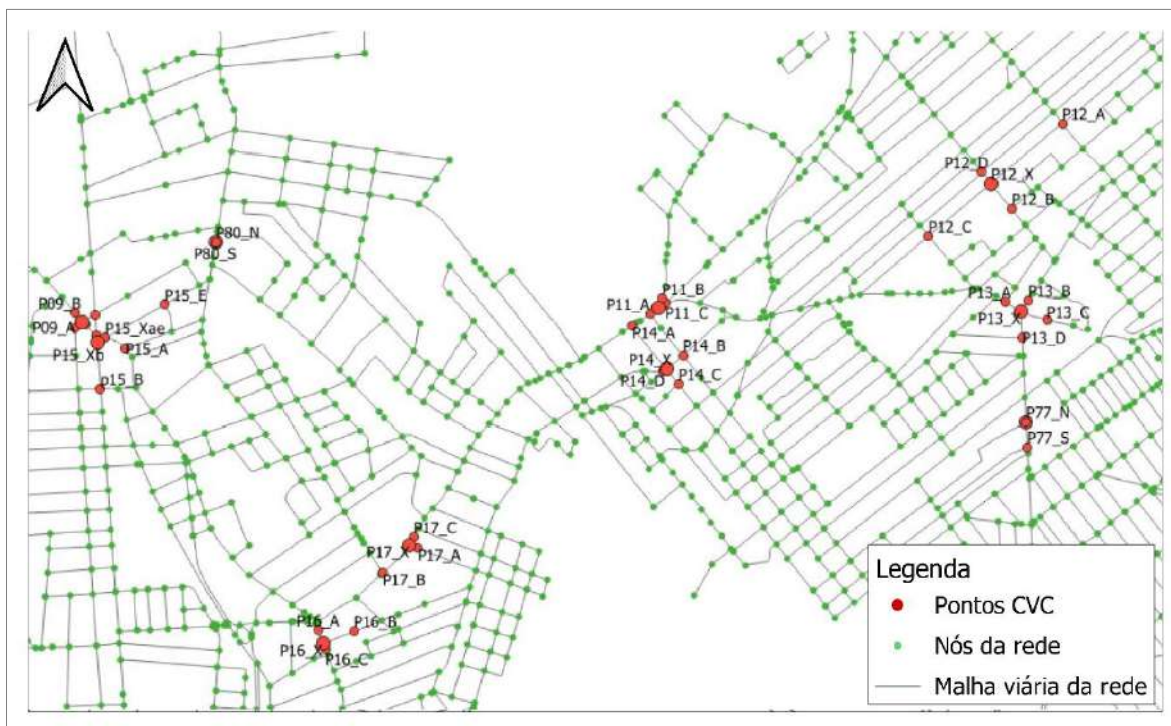 P12_A
P12_D
P12_X
P12_B
P12_C
P80_N
P80_S
P15_E
P09_B
P09_A
P15_Xae
P15_Xb
P15_A
p15_B
P11_B
P11_A
P11_C
P14_A
P14_B
P14_X
P14_D
P14_C
P13_A
P13_B
P13_C
P13_X
P13_D
P77_N
P77_S
P17_C
P17_X
P17_A
P17_B
P16_A
P16_B
P16_X
P16_C
Legenda
Pontos CVC
Nós da rede
Malha viária da rede